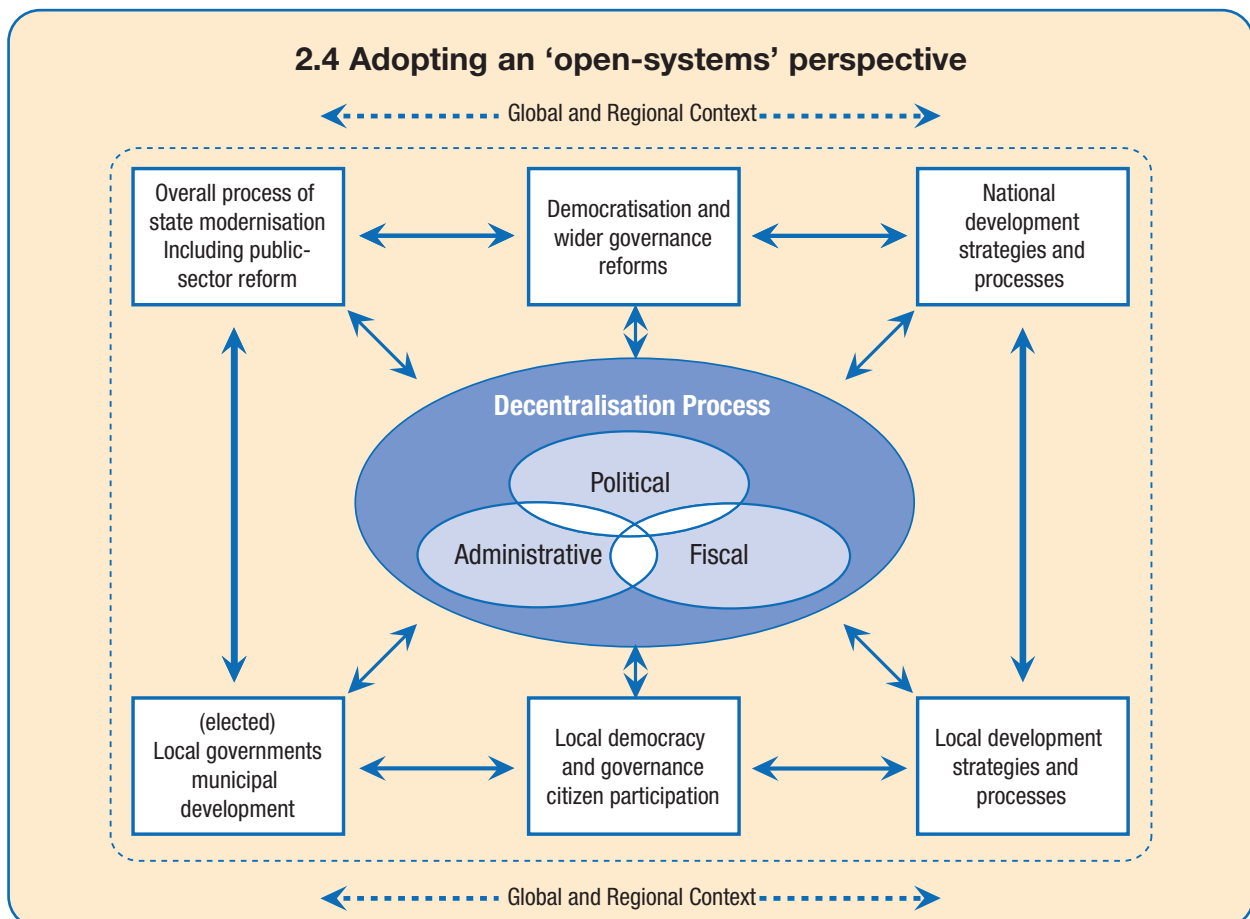 2.4 Adopting an ‘open-systems’ perspective
Global and Regional Context
Overall process of
state modernisation
Including public-
sector reform
Democratisation and
wider governance
reforms
National
development
strategies and
processes
Decentralisation Process
Political
Administrative
Fiscal
(elected)
Local governments
municipal
development
Local democracy
and governance
citizen participation
Local development
strategies and
processes
Global and Regional Context